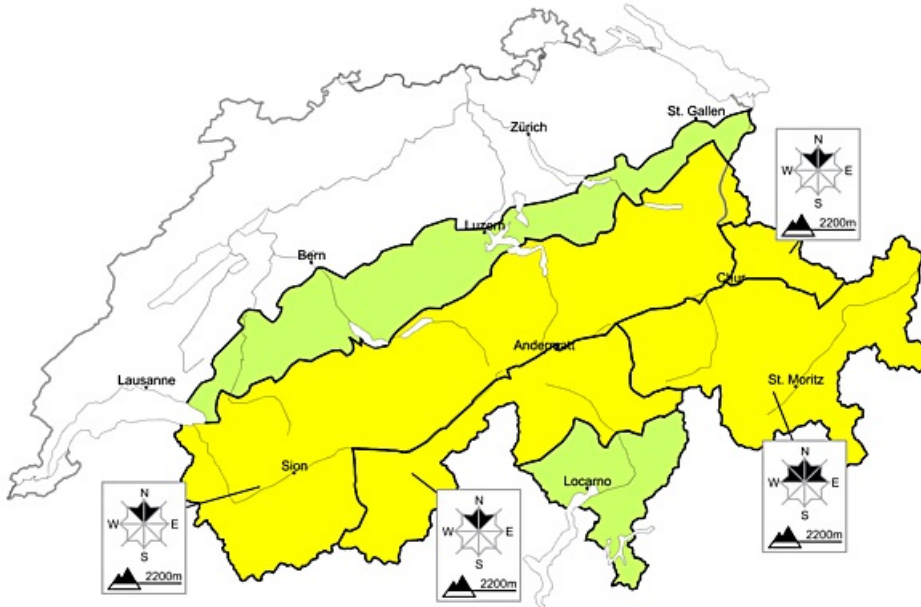 St. Gallen
Zürich
N
W E
S
2200m
Luzern
Bern
Chur
Andermatt
Lausanne
St. Moritz
Sion
Locarno
N
W E
S
2200m
N
W E
S
2200m
N
W E
S
2200m